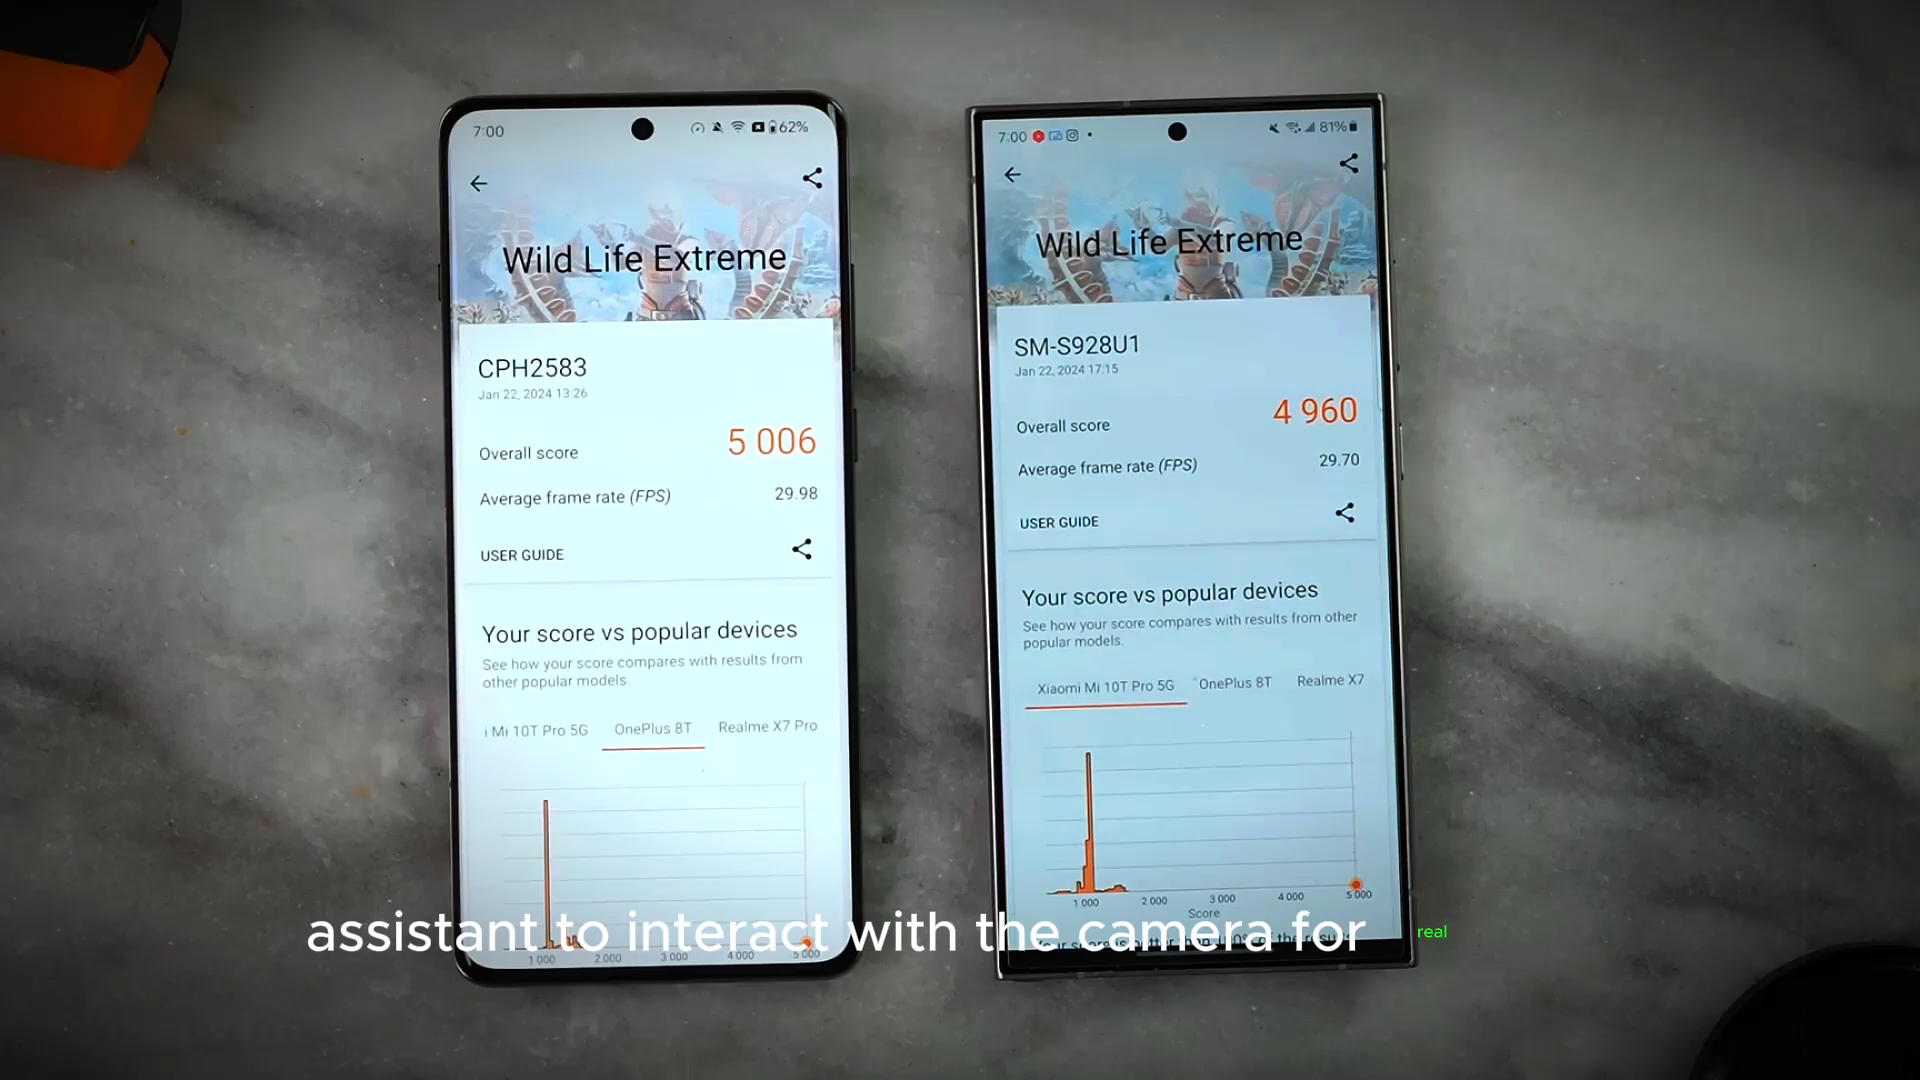 7:00
62%
Wild Life Extreme
CPH2583
Jan 22, 2024 13:26
Overall score
5 006
Average frame rate (FPS)
29.98
USER GUIDE
Your score vs popular devices
See how your score compares with results from
other popular models.
i Mi 10T Pro 5G OnePlus 8T Realme X7 Pro
1 000 2 000 3 000 4 000 5 000
7:00
81%
Wild Life Extreme
SM-S928U1
Jan 22, 2024 17:15
Overall score
4 960
Average frame rate (FPS)
29.70
USER GUIDE
Your score vs popular devices
See how your score compares with results from other
popular models.
Xiaomi Mi 10T Pro 5G OnePlus 8T Realme X7
1 000 2 000 3 000 4 000 5 000
Score
assistant to interact with the camera for real